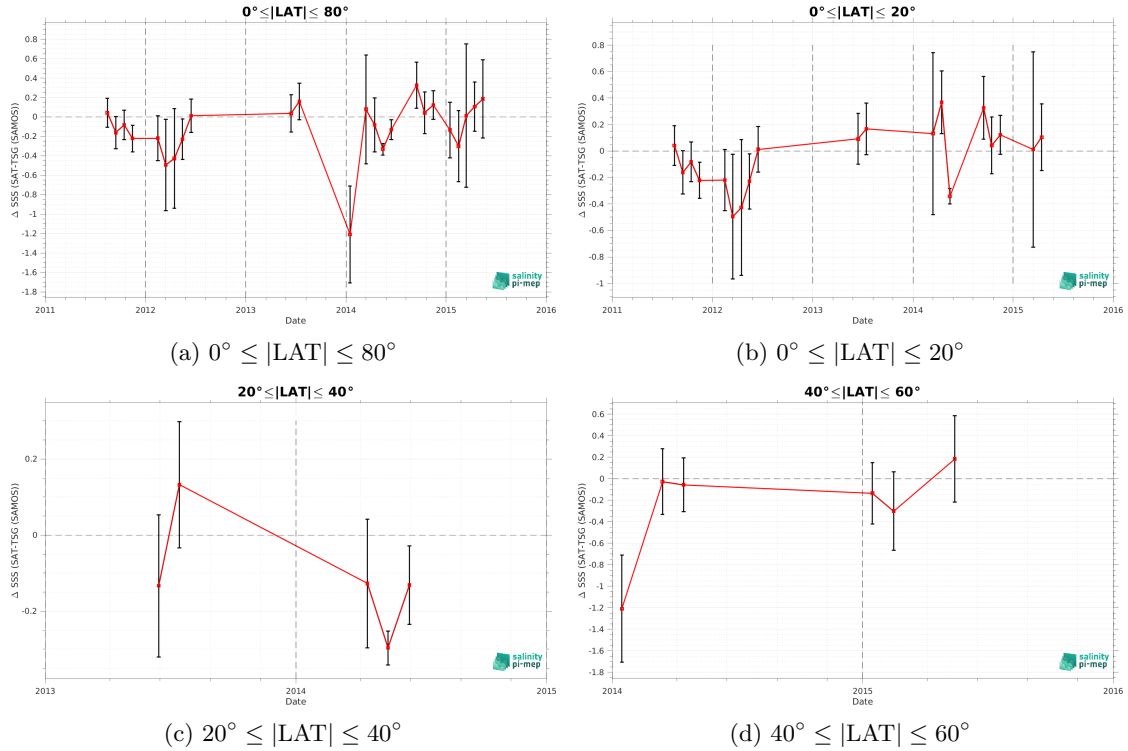 0°≤|LAT|≤ 80°
Δ SSS (SAT-TSG (SAMOS))
0.8
0.6
0.4
0.2
0
-0.2
-0.4
-0.6
-0.8
-1
-1.2
-1.4
-1.6
-1.8
2011
2012
2013
2014
2015
2016
Date
salinity
pi-mep
(a) 0° ≤ |LAT| ≤ 80°
0°≤|LAT|≤ 20°
Δ SSS (SAT-TSG (SAMOS))
0.8
0.6
0.4
0.2
0
-0.2
-0.4
-0.6
-0.8
-1
2011
2012
2013
2014
2015
2016
Date
salinity
pi-mep
(b) 0° ≤ |LAT| ≤ 20°
20°≤|LAT|≤ 40°
Δ SSS (SAT-TSG (SAMOS))
0.2
0
-0.2
2013
2014
2015
Date
salinity
pi-mep
(c) 20° ≤ |LAT| ≤ 40°
40°≤|LAT|≤ 60°
Δ SSS (SAT-TSG (SAMOS))
0.6
0.4
0.2
0
-0.2
-0.4
-0.6
-0.8
-1
-1.2
-1.4
-1.6
-1.8
2014
2015
2016
Date
salinity
pi-mep
(d) 40° ≤ |LAT| ≤ 60°